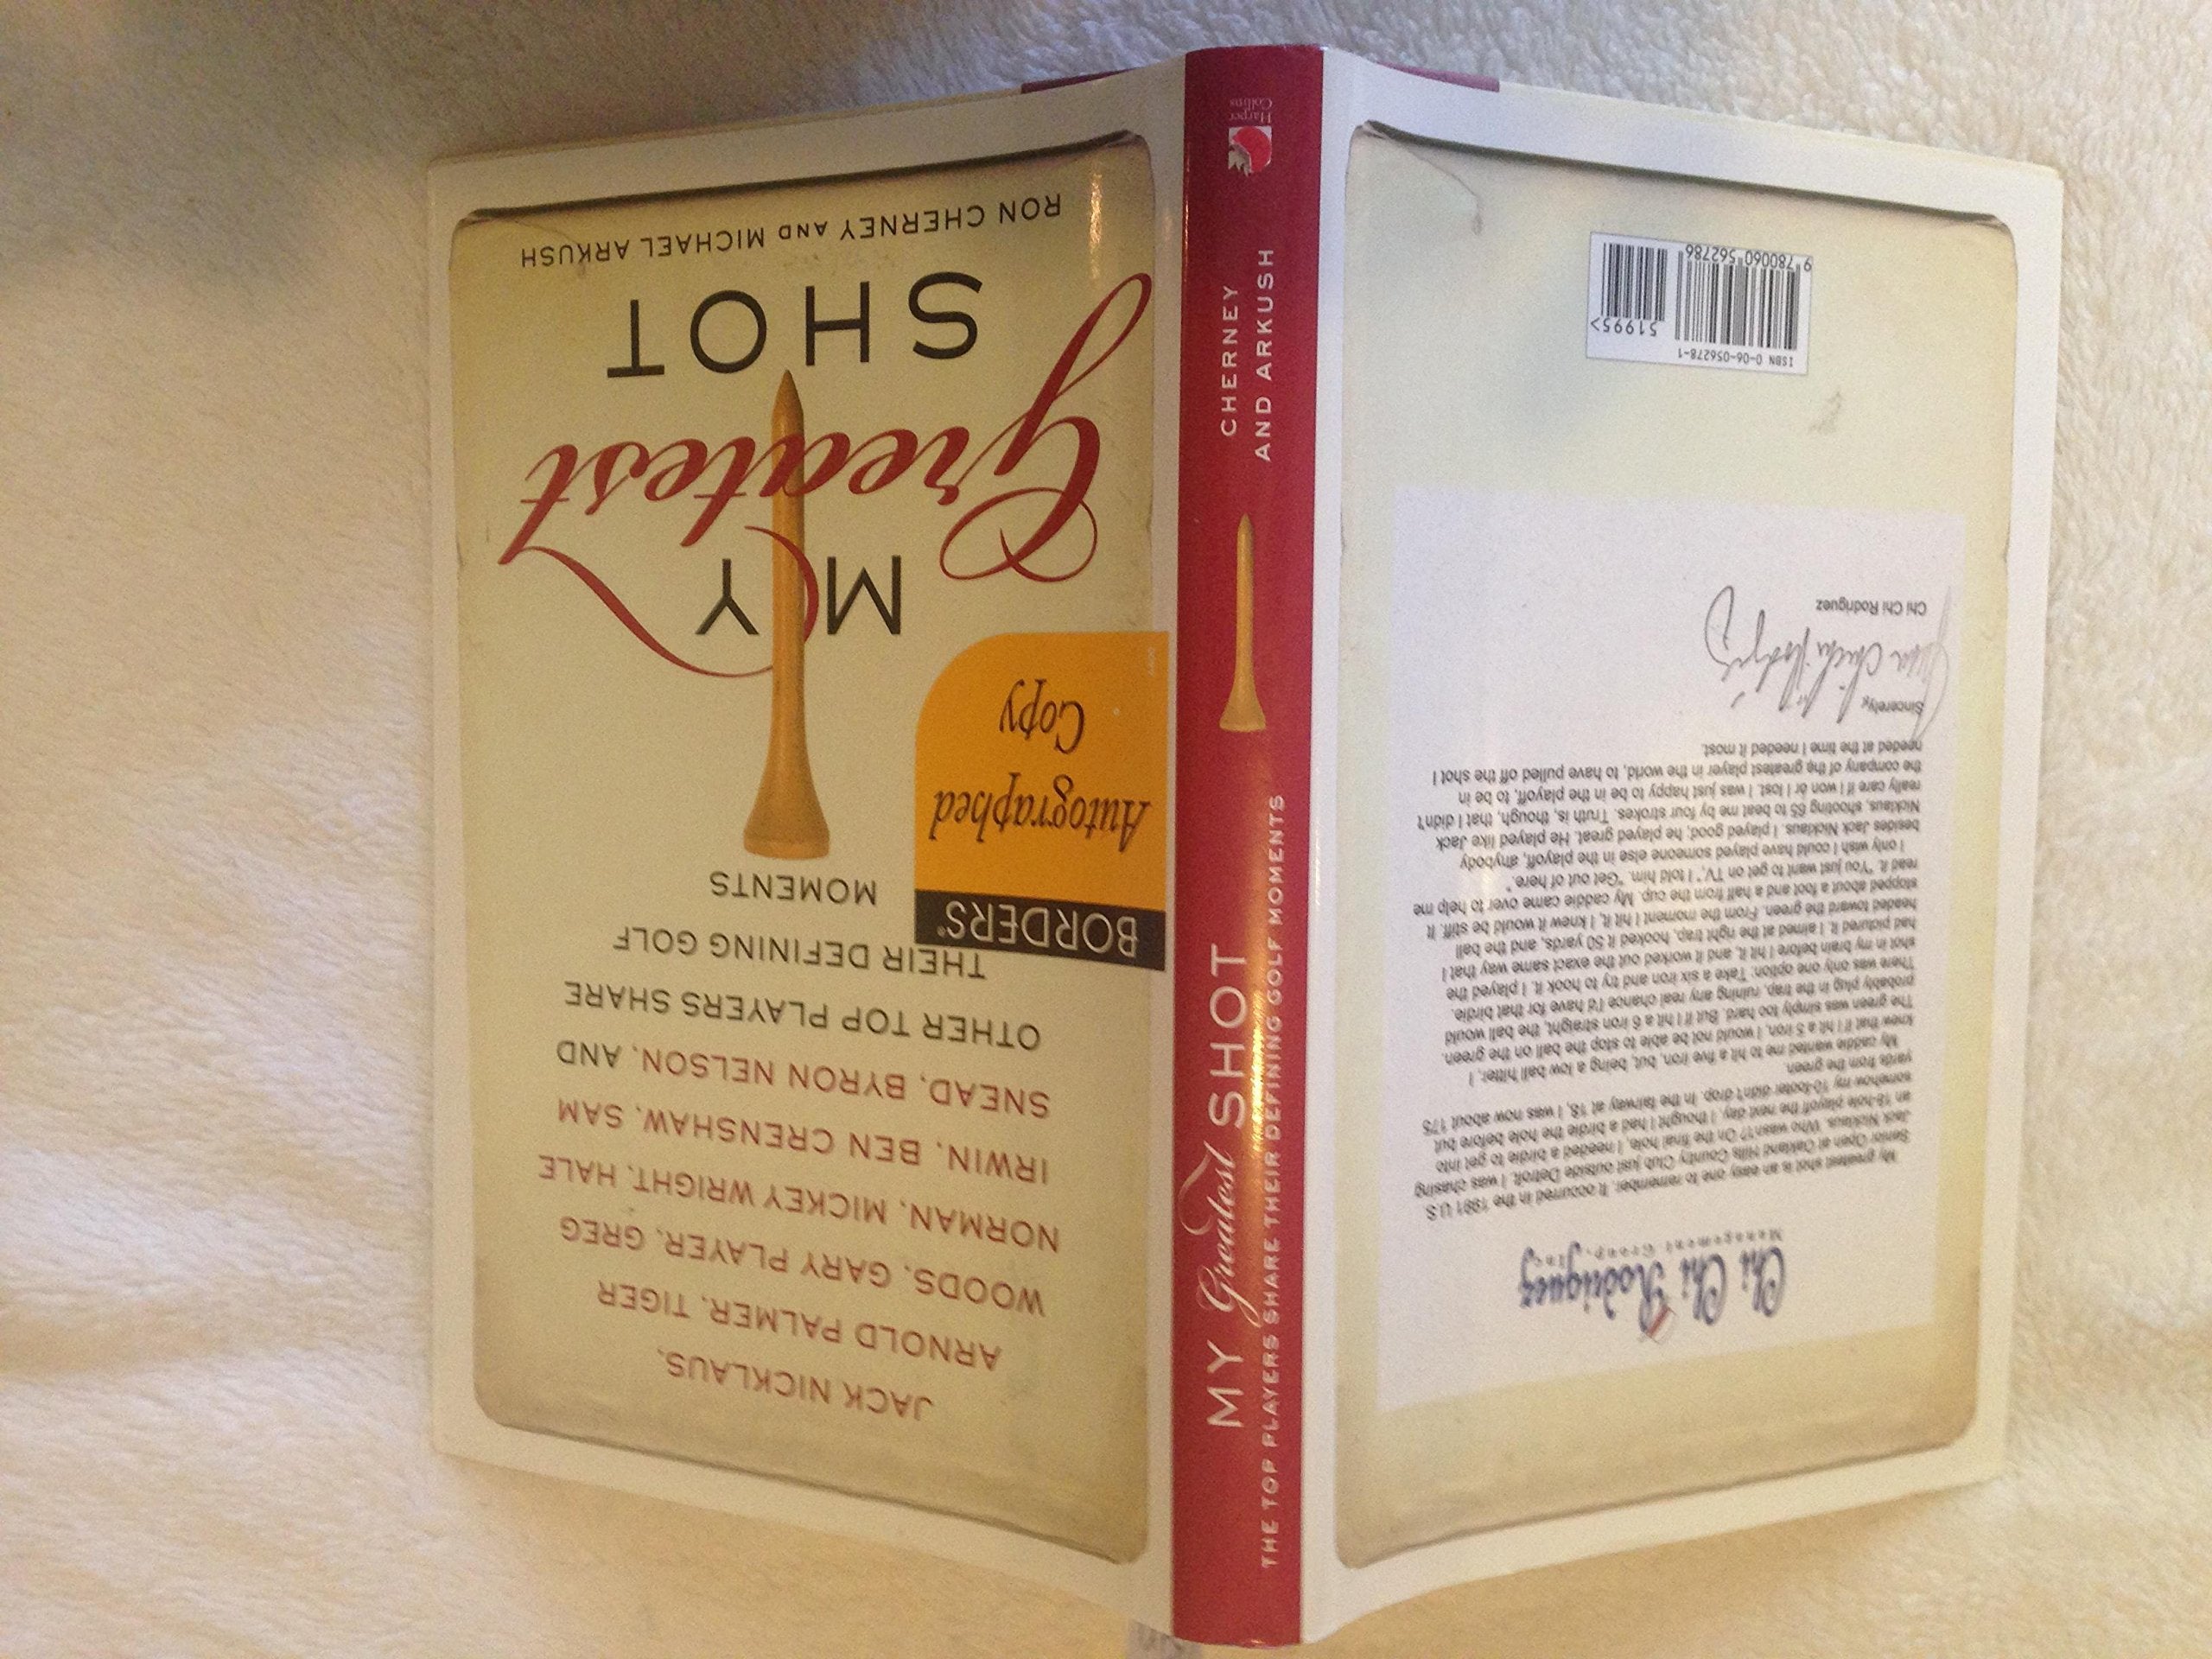 JACK NICKLAUS,
ARNOLD PALMER, TIGER
WOODS, GARY PLAYER, GREG
NORMAN, MICKEY WRIGHT, HALE
IRWIN, BEN CRENSHAW, SAM
SNEAD, BYRON NELSON, AND
OTHER TOP PLAYERS SHARE
THEIR DEFINING GOLF
MOMENTS
BORDERS®
Autographed
Copy
MY
Greatest
SHOT
RON CHERNEY AND MICHAEL ARKUSH
MY Greatest SHOT
THE TOP PLAYERS SHARE THEIR DEFINING GOLF MOMENTS
CHERNEY
AND ARKUSH
Harper
Collins
Chi Chi Rodriguez
Management Group, Inc.
My greatest shot is an easy one to remember. It occurred in the 1991 U.S.
Senior Open at Oakland Hills Country Club just outside Detroit. I was chasing
Jack Nicklaus. Who wasn't? On the final hole, I needed a birdie to get into
an 18-hole playoff the next day. I thought I had a birdie the hole before but
somehow my 10-footer didn't drop. In the fairway at 18, I was now about 175
yards from the green.
My caddie wanted me to hit a five iron, but, being a low ball hitter, I
knew that if I hit a 5 iron, I would not be able to stop the ball on the green.
The green was simply too hard. But if I hit a 6 iron straight, the ball would
probably plug in the trap, ruining any real chance I'd have for that birdie.
There was only one option: Take a six iron and try to hook it. I played the
shot in my brain before I hit it, and it worked out the exact same way that I
had pictured it. I aimed at the right trap, hooked it 50 yards, and the ball
headed toward the green. From the moment I hit it, I knew it would be stiff. It
stopped about a foot and a half from the cup. My caddie came over to help me
read it. "You just want to get on TV," I told him. "Get out of here."
I only wish I could have played someone else in the playoff, anybody
besides Jack Nicklaus. I played good; he played great. He played like Jack
Nicklaus, shooting 65 to beat me by four strokes. Truth is, though, that I didn't
really care if I won or I lost. I was just happy to be in the playoff, to be in
the company of the greatest player in the world, to have pulled off the shot I
needed at the time I needed it most.
Sincerely,
Juan Chi Chi Rodriguez
Chi Chi Rodriguez
ISBN 0-06-056278-1
51995>
9 780060 562786